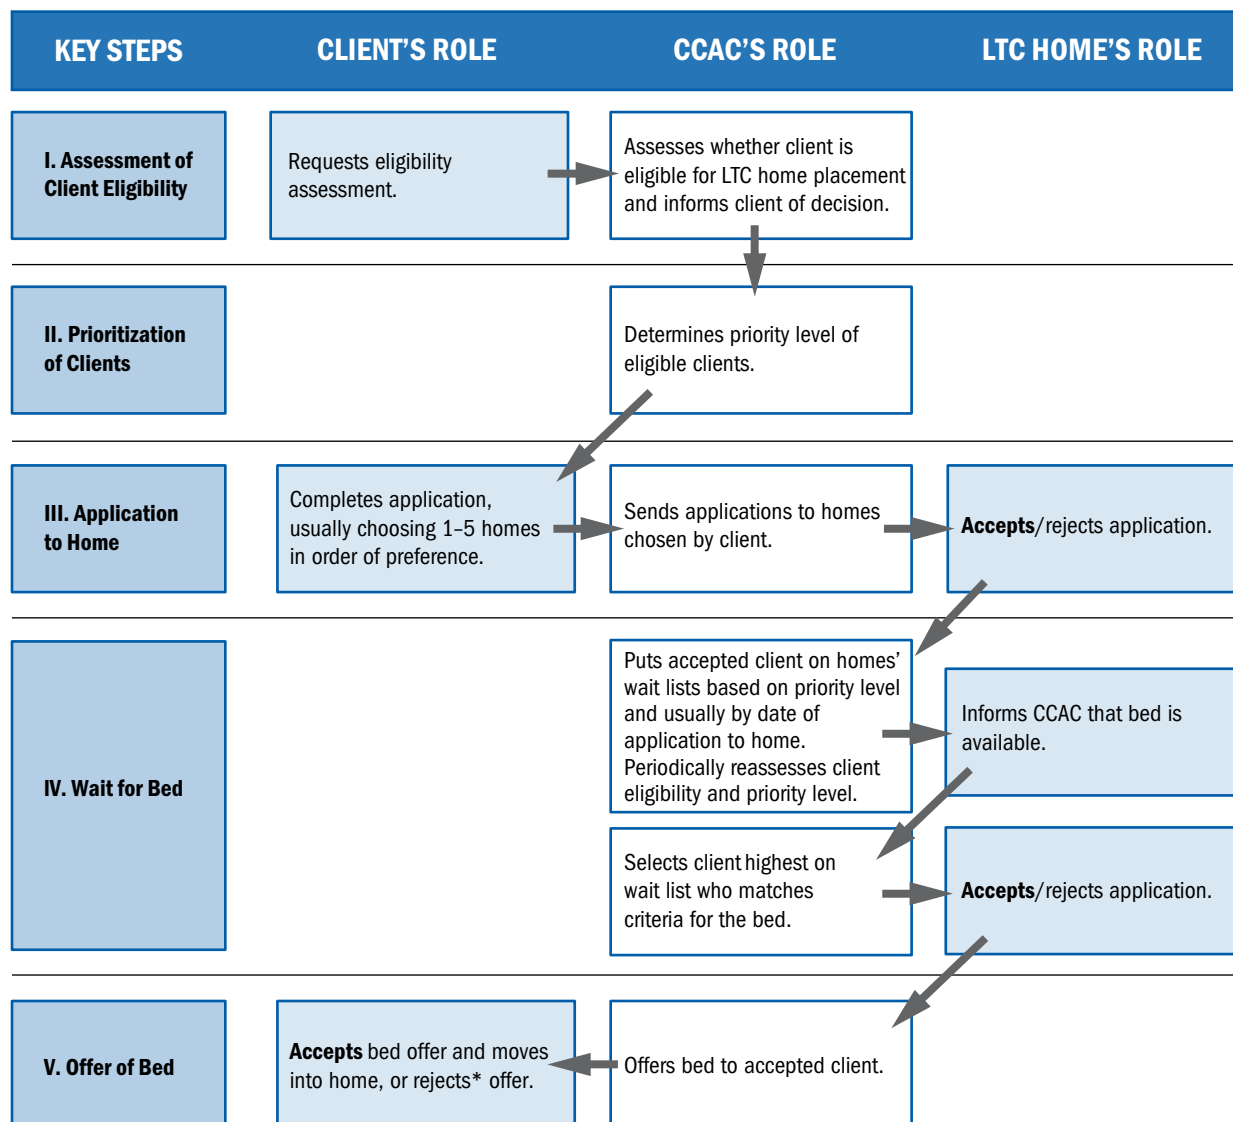 KEY STEPS
CLIENT’S ROLE
CCAC’S ROLE
LTC HOME’S ROLE
I. Assessment of
Client Eligibility
Requests eligibility
assessment.
Assesses whether client is
eligible for LTC home placement
and informs client of decision.
II. Prioritization
of Clients
Determines priority level of
eligible clients.
III. Application
to Home
Completes application,
usually choosing 1–5 homes
in order of preference.
Sends applications to homes
chosen by client.
Accepts/rejects application.
IV. Wait for Bed
Puts accepted client on homes’
wait lists based on priority level
and usually by date of
application to home.
Periodically reassesses client
eligibility and priority level.
Informs CCAC that bed is
available.
Selects client highest on
wait list who matches
criteria for the bed.
Accepts/rejects application.
V. Offer of Bed
Accepts bed offer and moves
into home, or rejects* offer.
Offers bed to accepted client.